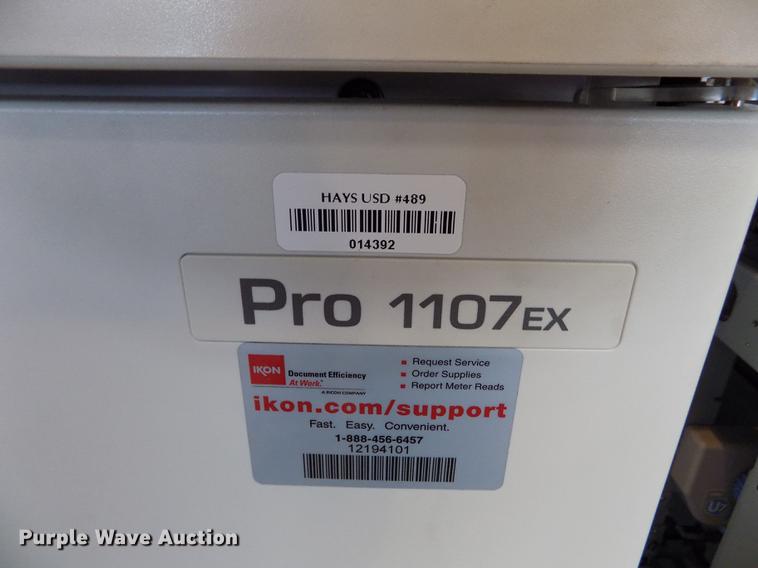 HAYS USD #489
014392
Pro 1107EX
IKON
Document Efficiency
At Work.
A RICOH COMPANY
Request Service
Order Supplies
Report Meter Reads
ikon.com/support
Fast. Easy. Convenient.
1-888-456-6457
12194101
Purple Wave Auction